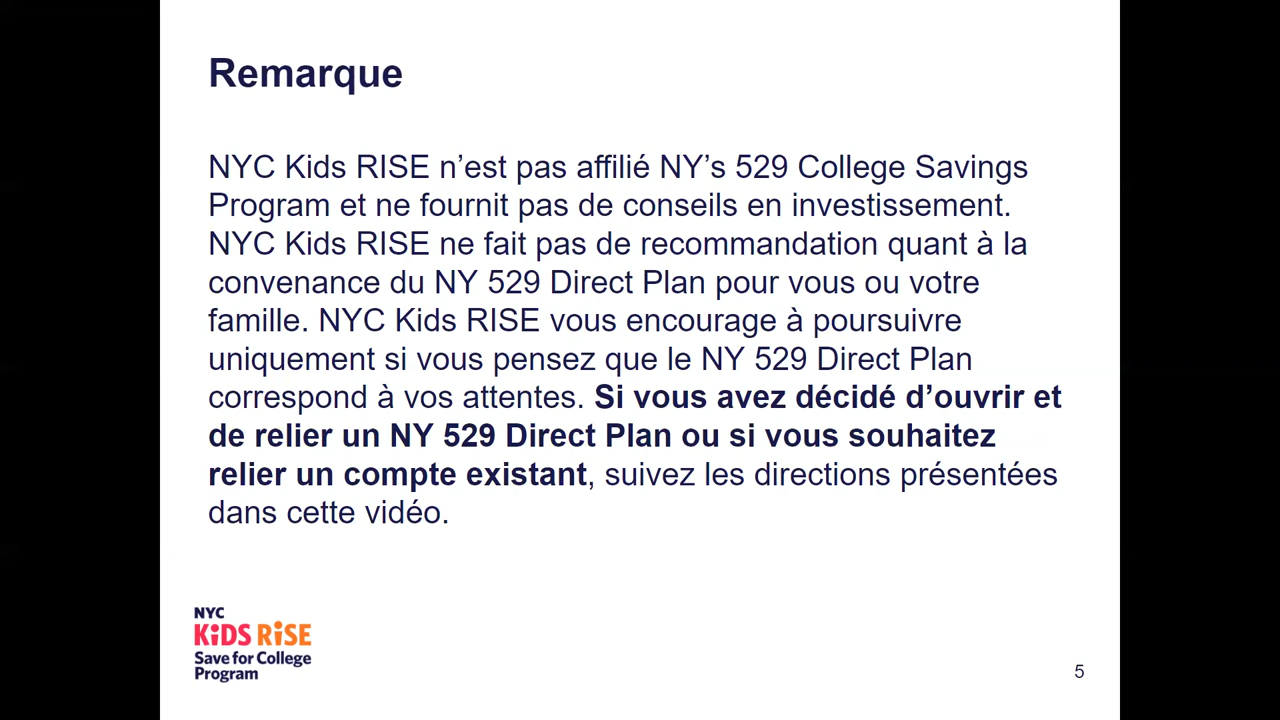 Remarque
NYC Kids RISE n’est pas affilié NY’s 529 College Savings
Program et ne fournit pas de conseils en investissement.
NYC Kids RISE ne fait pas de recommandation quant à la
convenance du NY 529 Direct Plan pour vous ou votre
famille. NYC Kids RISE vous encourage à poursuivre
uniquement si vous pensez que le NY 529 Direct Plan
correspond à vos attentes. Si vous avez décidé d’ouvrir et
de relier un NY 529 Direct Plan ou si vous souhaitez
relier un compte existant, suivez les directions présentées
dans cette vidéo.
NYC
KiDS RiSE
Save for College
Program
5